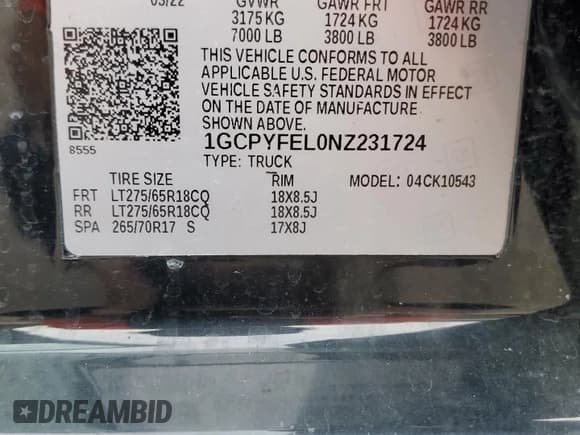 03/22 GVWR GAWR FRT GAWR RR
3175 KG 1724 KG 1724 KG
7000 LB 3800 LB 3800 LB
THIS VEHICLE CONFORMS TO ALL
APPLICABLE U.S. FEDERAL MOTOR
VEHICLE SAFETY STANDARDS IN EFFECT
ON THE DATE OF MANUFACTURE
SHOWN ABOVE.
8555 1GCPYFEL0NZ231724
TYPE: TRUCK
TIRE SIZE RIM MODEL: 04CK10543
FRT LT275/65R18CQ 18X8.5J
RR LT275/65R18CQ 18X8.5J
SPA 265/70R17 S 17X8J
DREAMBID